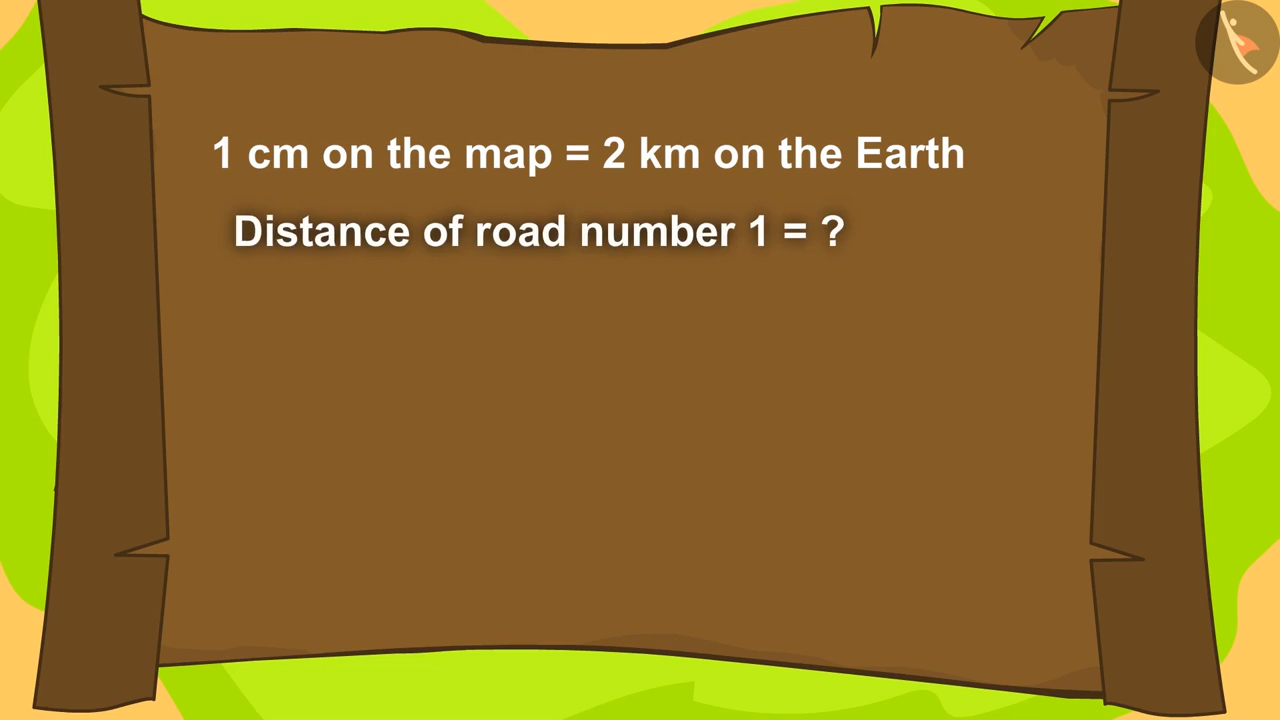 1 cm on the map = 2 km on the Earth
Distance of road number 1 = ?